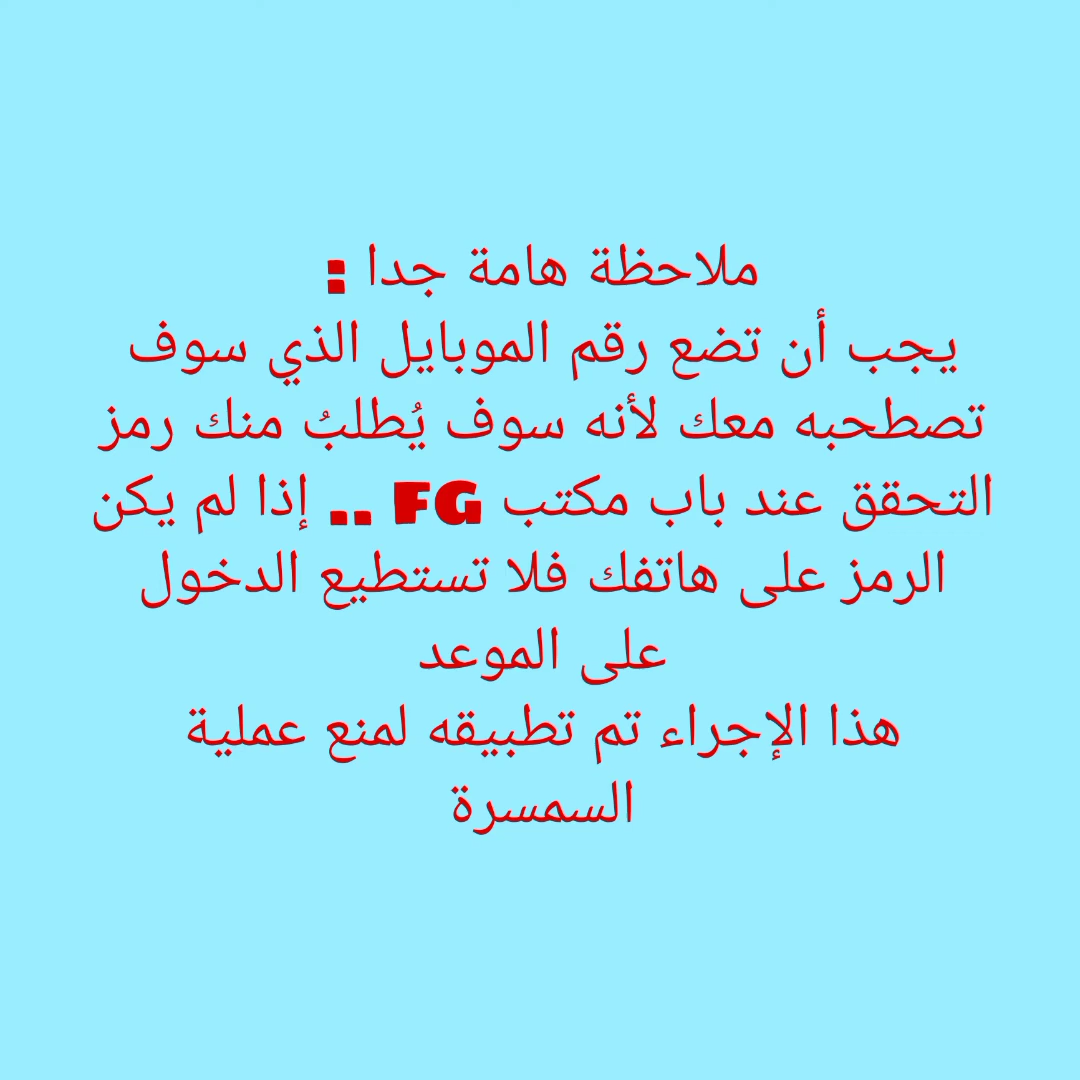 ملاحظة هامة جدا :
يجب أن تضع رقم الموبايل الذي سوف
تصطحبه معك لأنه سوف يُطلبُ منك رمز
التحقق عند باب مكتب FG .. إذا لم يكن
الرمز على هاتفك فلا تستطيع الدخول
على الموعد
هذا الإجراء تم تطبيقه لمنع عملية
السمسرة